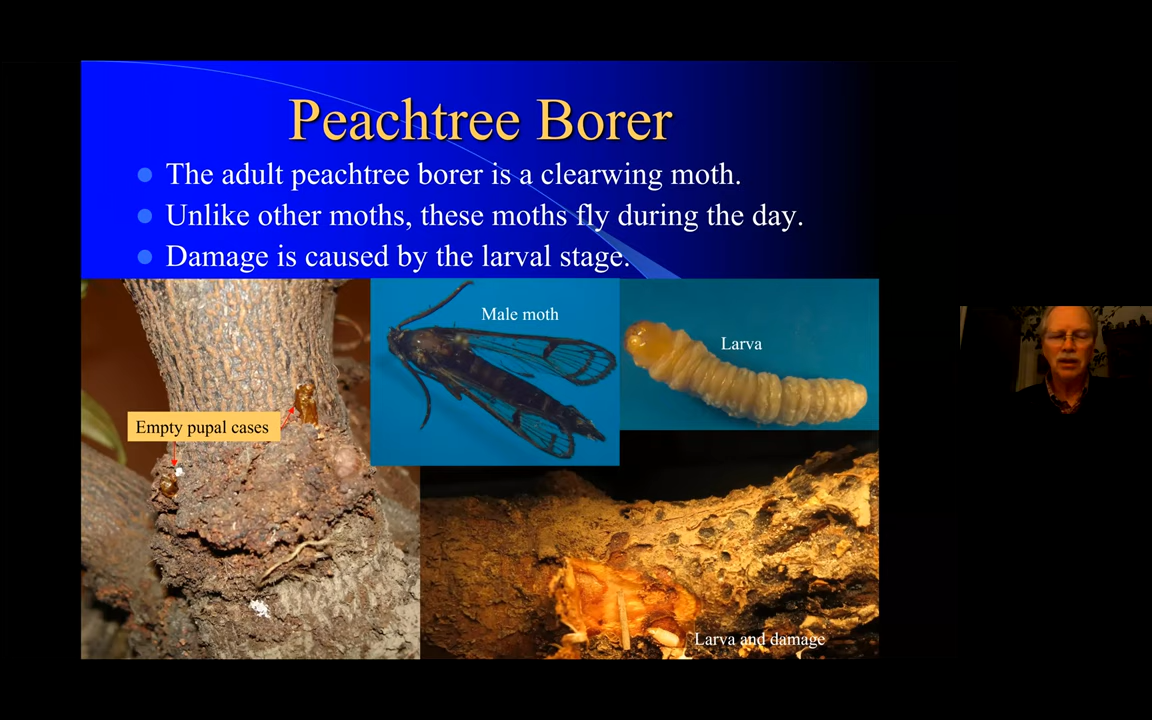 Peachtree Borer
The adult peachtree borer is a clearwing moth.
Unlike other moths, these moths fly during the day.
Damage is caused by the larval stage.
Male moth
Larva
Empty pupal cases
Larva and damage